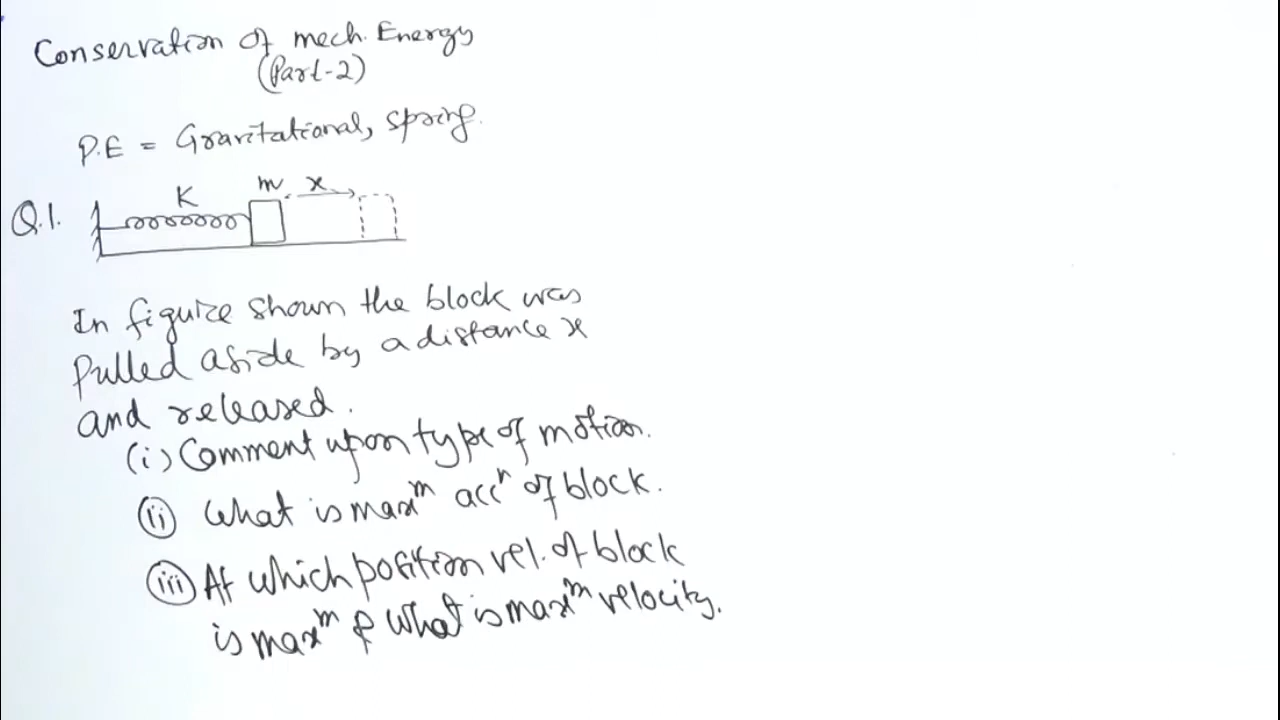 Conservation of mech. Energy
(Part-2)
P.E = Gravitational, spring.
K m x
Q.1.
In figure shown the block was
pulled aside by a distance x
and released.
(i) Comment upon type of motion.
(ii) What is maxᵐ accⁿ of block.
(iii) At which position vel. of block
is maxᵐ & what is maxᵐ velocity.